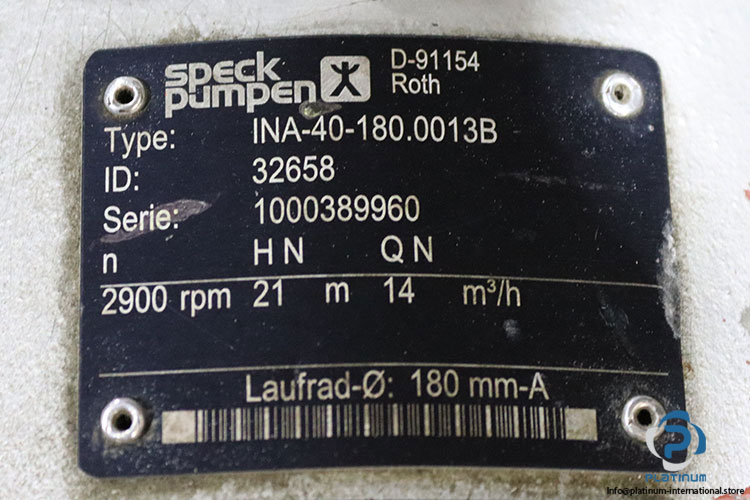 speck pumpen
D-91154
Roth
Type: INA-40-180.0013B
ID: 32658
Serie: 1000389960
n H N Q N
2900 rpm 21 m 14 m³/h
Laufrad-Ø: 180 mm-A
PLATINUM
Info@platinum-international.store